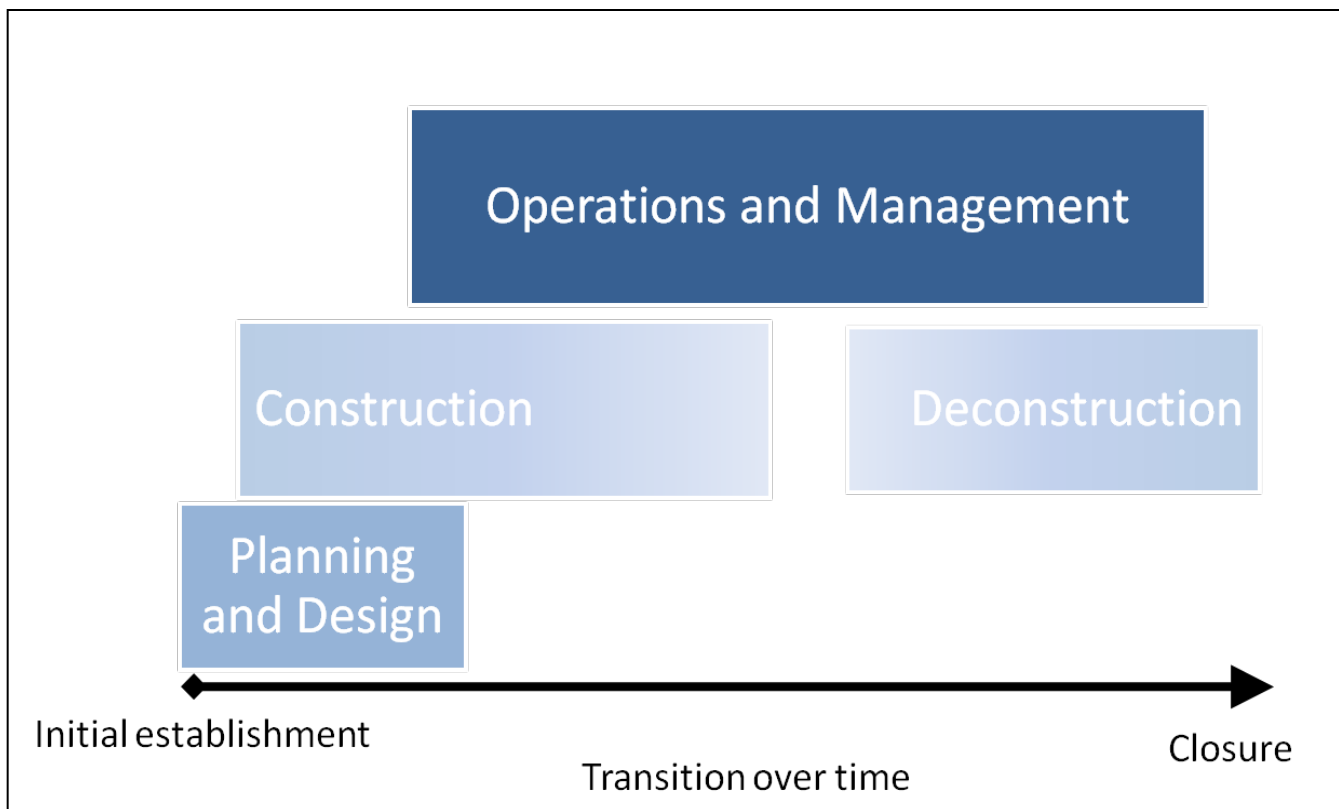 Operations and Management
Construction
Deconstruction
Planning
and Design
Initial establishment
Closure
Transition over time